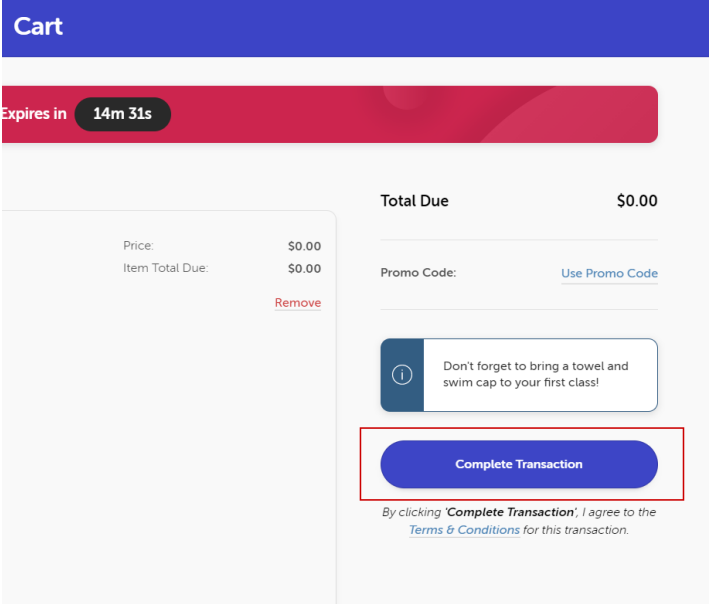 Cart
Expires in 14m 31s
Total Due $0.00
Price: $0.00
Item Total Due: $0.00
Remove
Promo Code: Use Promo Code
Don't forget to bring a towel and
swim cap to your first class!
Complete Transaction
By clicking 'Complete Transaction', I agree to the
Terms & Conditions for this transaction.